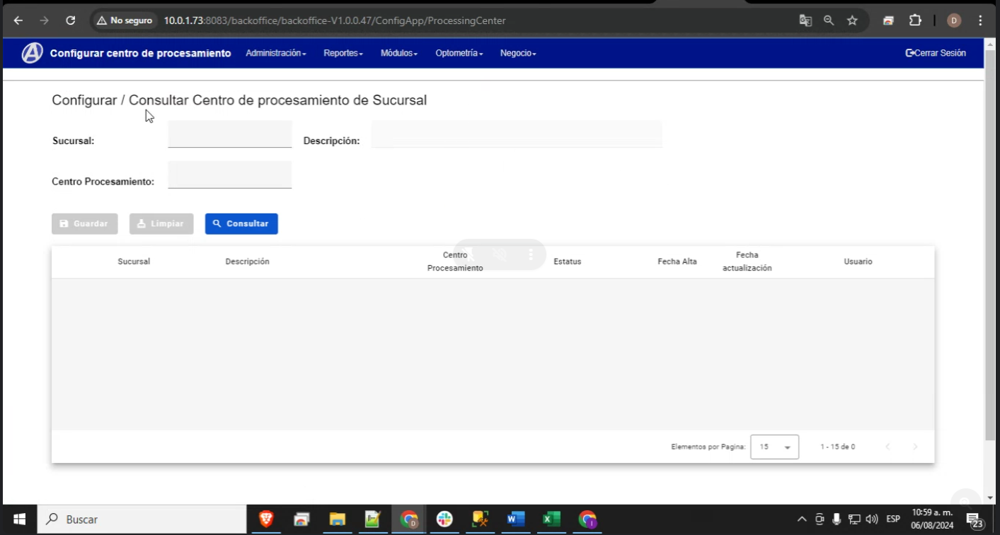 No seguro 10.0.1.73:8083/backoffice/backoffice-V1.0.0.47/ConfigApp/ProcessingCenter D
A Configurar centro de procesamiento Administración Reportes Módulos Optometría Negocio Cerrar Sesión
Configurar / Consultar Centro de procesamiento de Sucursal
Sucursal: Descripción:
Centro Procesamiento:
Guardar Limpiar Consultar
Sucursal Descripción Centro Procesamiento Estatus Fecha Alta Fecha actualización Usuario
Elementos por Pagina: 15 1 - 15 de 0
Buscar ESP 10:59 a. m.
06/08/2024 23